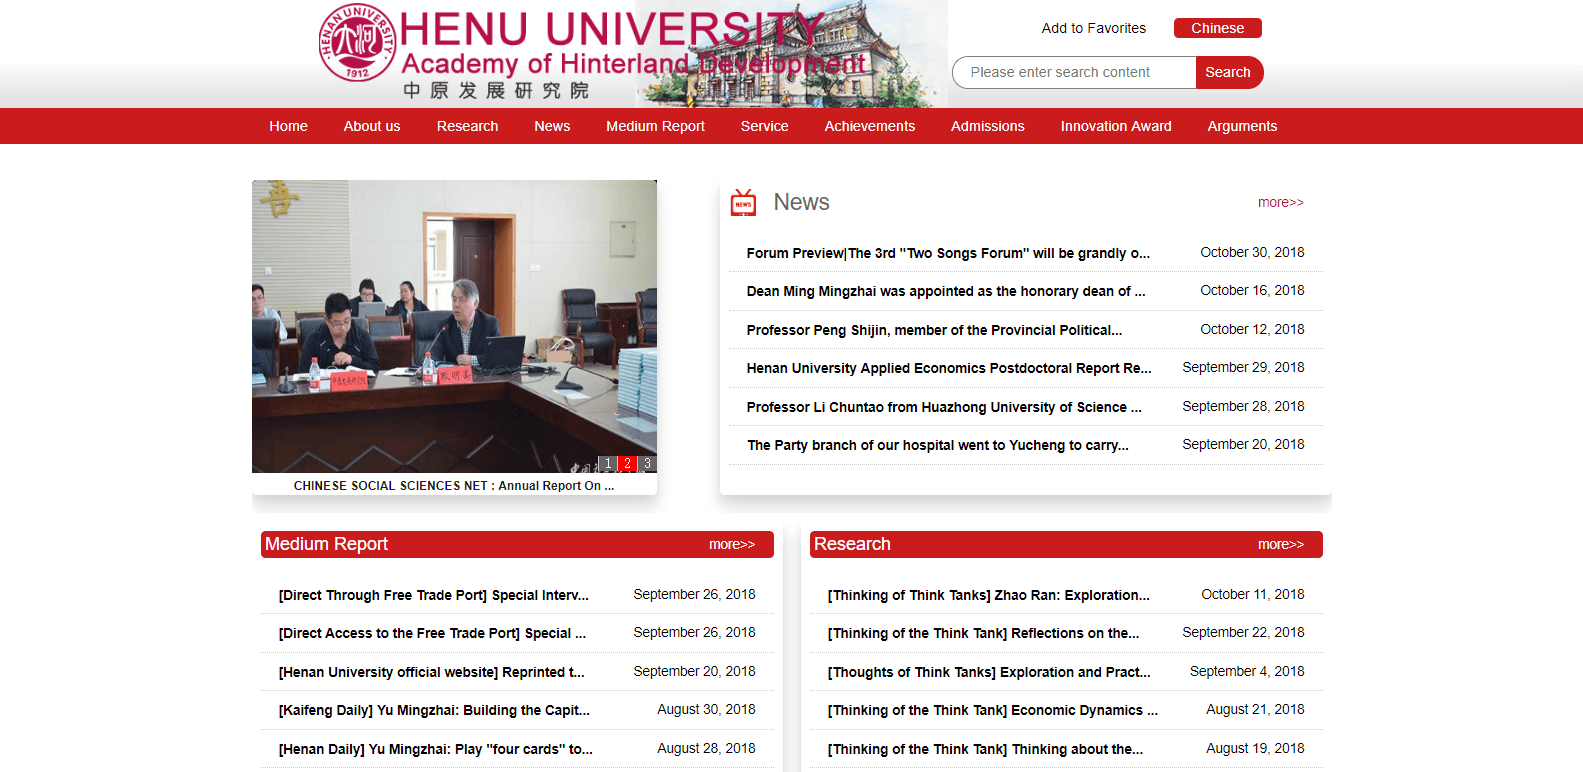 HENAN UNIVERSITY
1912
HENU UNIVERSITY
Academy of Hinterland Development
中原发展研究院
Add to Favorites
Chinese
Please enter search content
Search
Home
About us
Research
News
Medium Report
Service
Achievements
Admissions
Innovation Award
Arguments
善
1
2
3
CHINESE SOCIAL SCIENCES NET : Annual Report On ...
NEWS
News
more>>
Forum Preview|The 3rd "Two Songs Forum" will be grandly o...
October 30, 2018
Dean Ming Mingzhai was appointed as the honorary dean of ...
October 16, 2018
Professor Peng Shijin, member of the Provincial Political...
October 12, 2018
Henan University Applied Economics Postdoctoral Report Re...
September 29, 2018
Professor Li Chuntao from Huazhong University of Science ...
September 28, 2018
The Party branch of our hospital went to Yucheng to carry...
September 20, 2018
Medium Report
more>>
[Direct Through Free Trade Port] Special Interv...
September 26, 2018
[Direct Access to the Free Trade Port] Special ...
September 26, 2018
[Henan University official website] Reprinted t...
September 20, 2018
[Kaifeng Daily] Yu Mingzhai: Building the Capit...
August 30, 2018
[Henan Daily] Yu Mingzhai: Play "four cards" to...
August 28, 2018
Research
more>>
[Thinking of Think Tanks] Zhao Ran: Exploration...
October 11, 2018
[Thinking of the Think Tank] Reflections on the...
September 22, 2018
[Thoughts of Think Tanks] Exploration and Pract...
September 4, 2018
[Thinking of the Think Tank] Economic Dynamics ...
August 21, 2018
[Thinking of the Think Tank] Thinking about the...
August 19, 2018